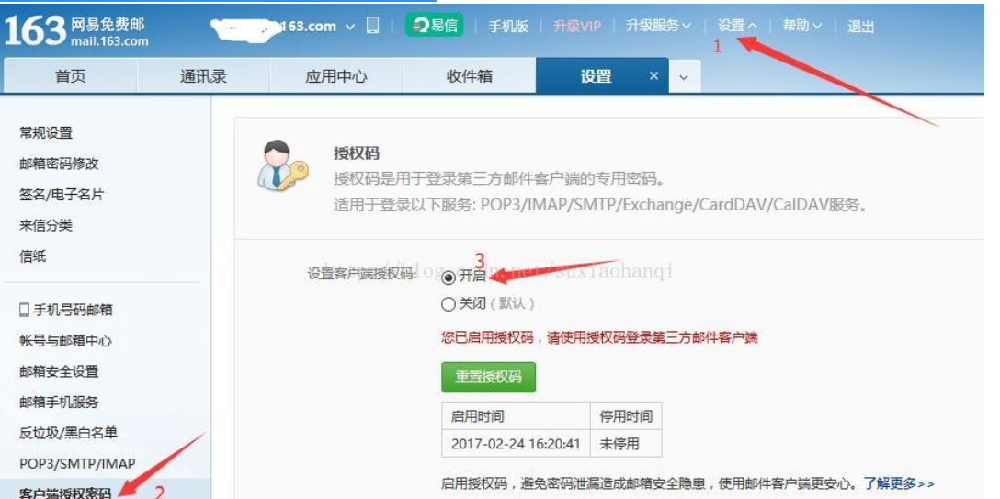 163 网易免费邮
mail.163.com
163.com
易信
手机版
升级VIP
升级服务
设置
帮助
退出
1
首页
通讯录
应用中心
收件箱
设置
×
常规设置
邮箱密码修改
签名/电子名片
来信分类
信纸
手机号码邮箱
帐号与邮箱中心
邮箱安全设置
邮箱手机服务
反垃圾/黑白名单
POP3/SMTP/IMAP
客户端授权密码
2
授权码
授权码是用于登录第三方邮件客户端的专用密码。
适用于登录以下服务: POP3/IMAP/SMTP/Exchange/CardDAV/CalDAV服务。
3
设置客户端授权码:
开启
关闭（默认）
您已启用授权码，请使用授权码登录第三方邮件客户端
重置授权码
启用时间 停用时间
2017-02-24 16:20:41 未停用
启用授权码，避免密码泄漏造成邮箱安全隐患，使用邮件客户端更安心。了解更多>>